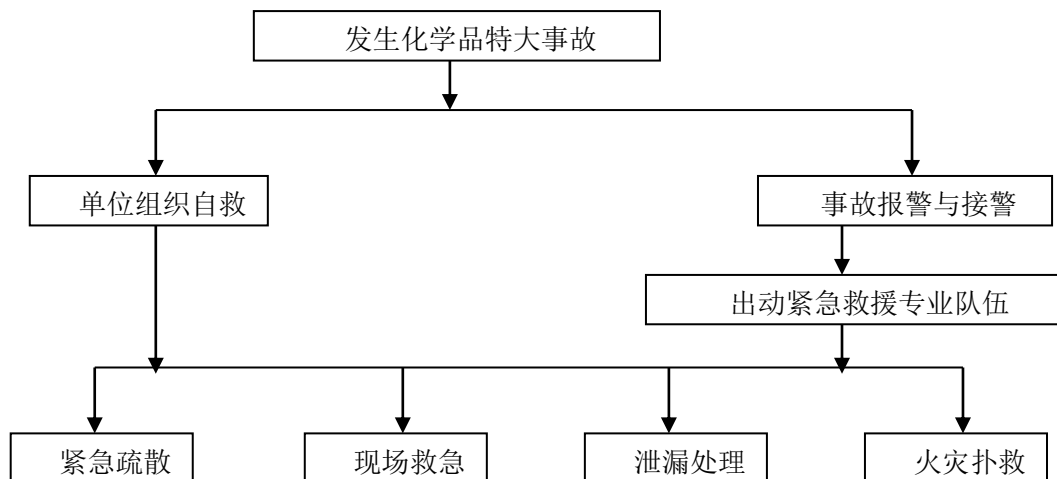 发生化学品特大事故
单位组织自救
事故报警与接警
出动紧急救援专业队伍
紧急疏散
现场救急
泄漏处理
火灾扑救